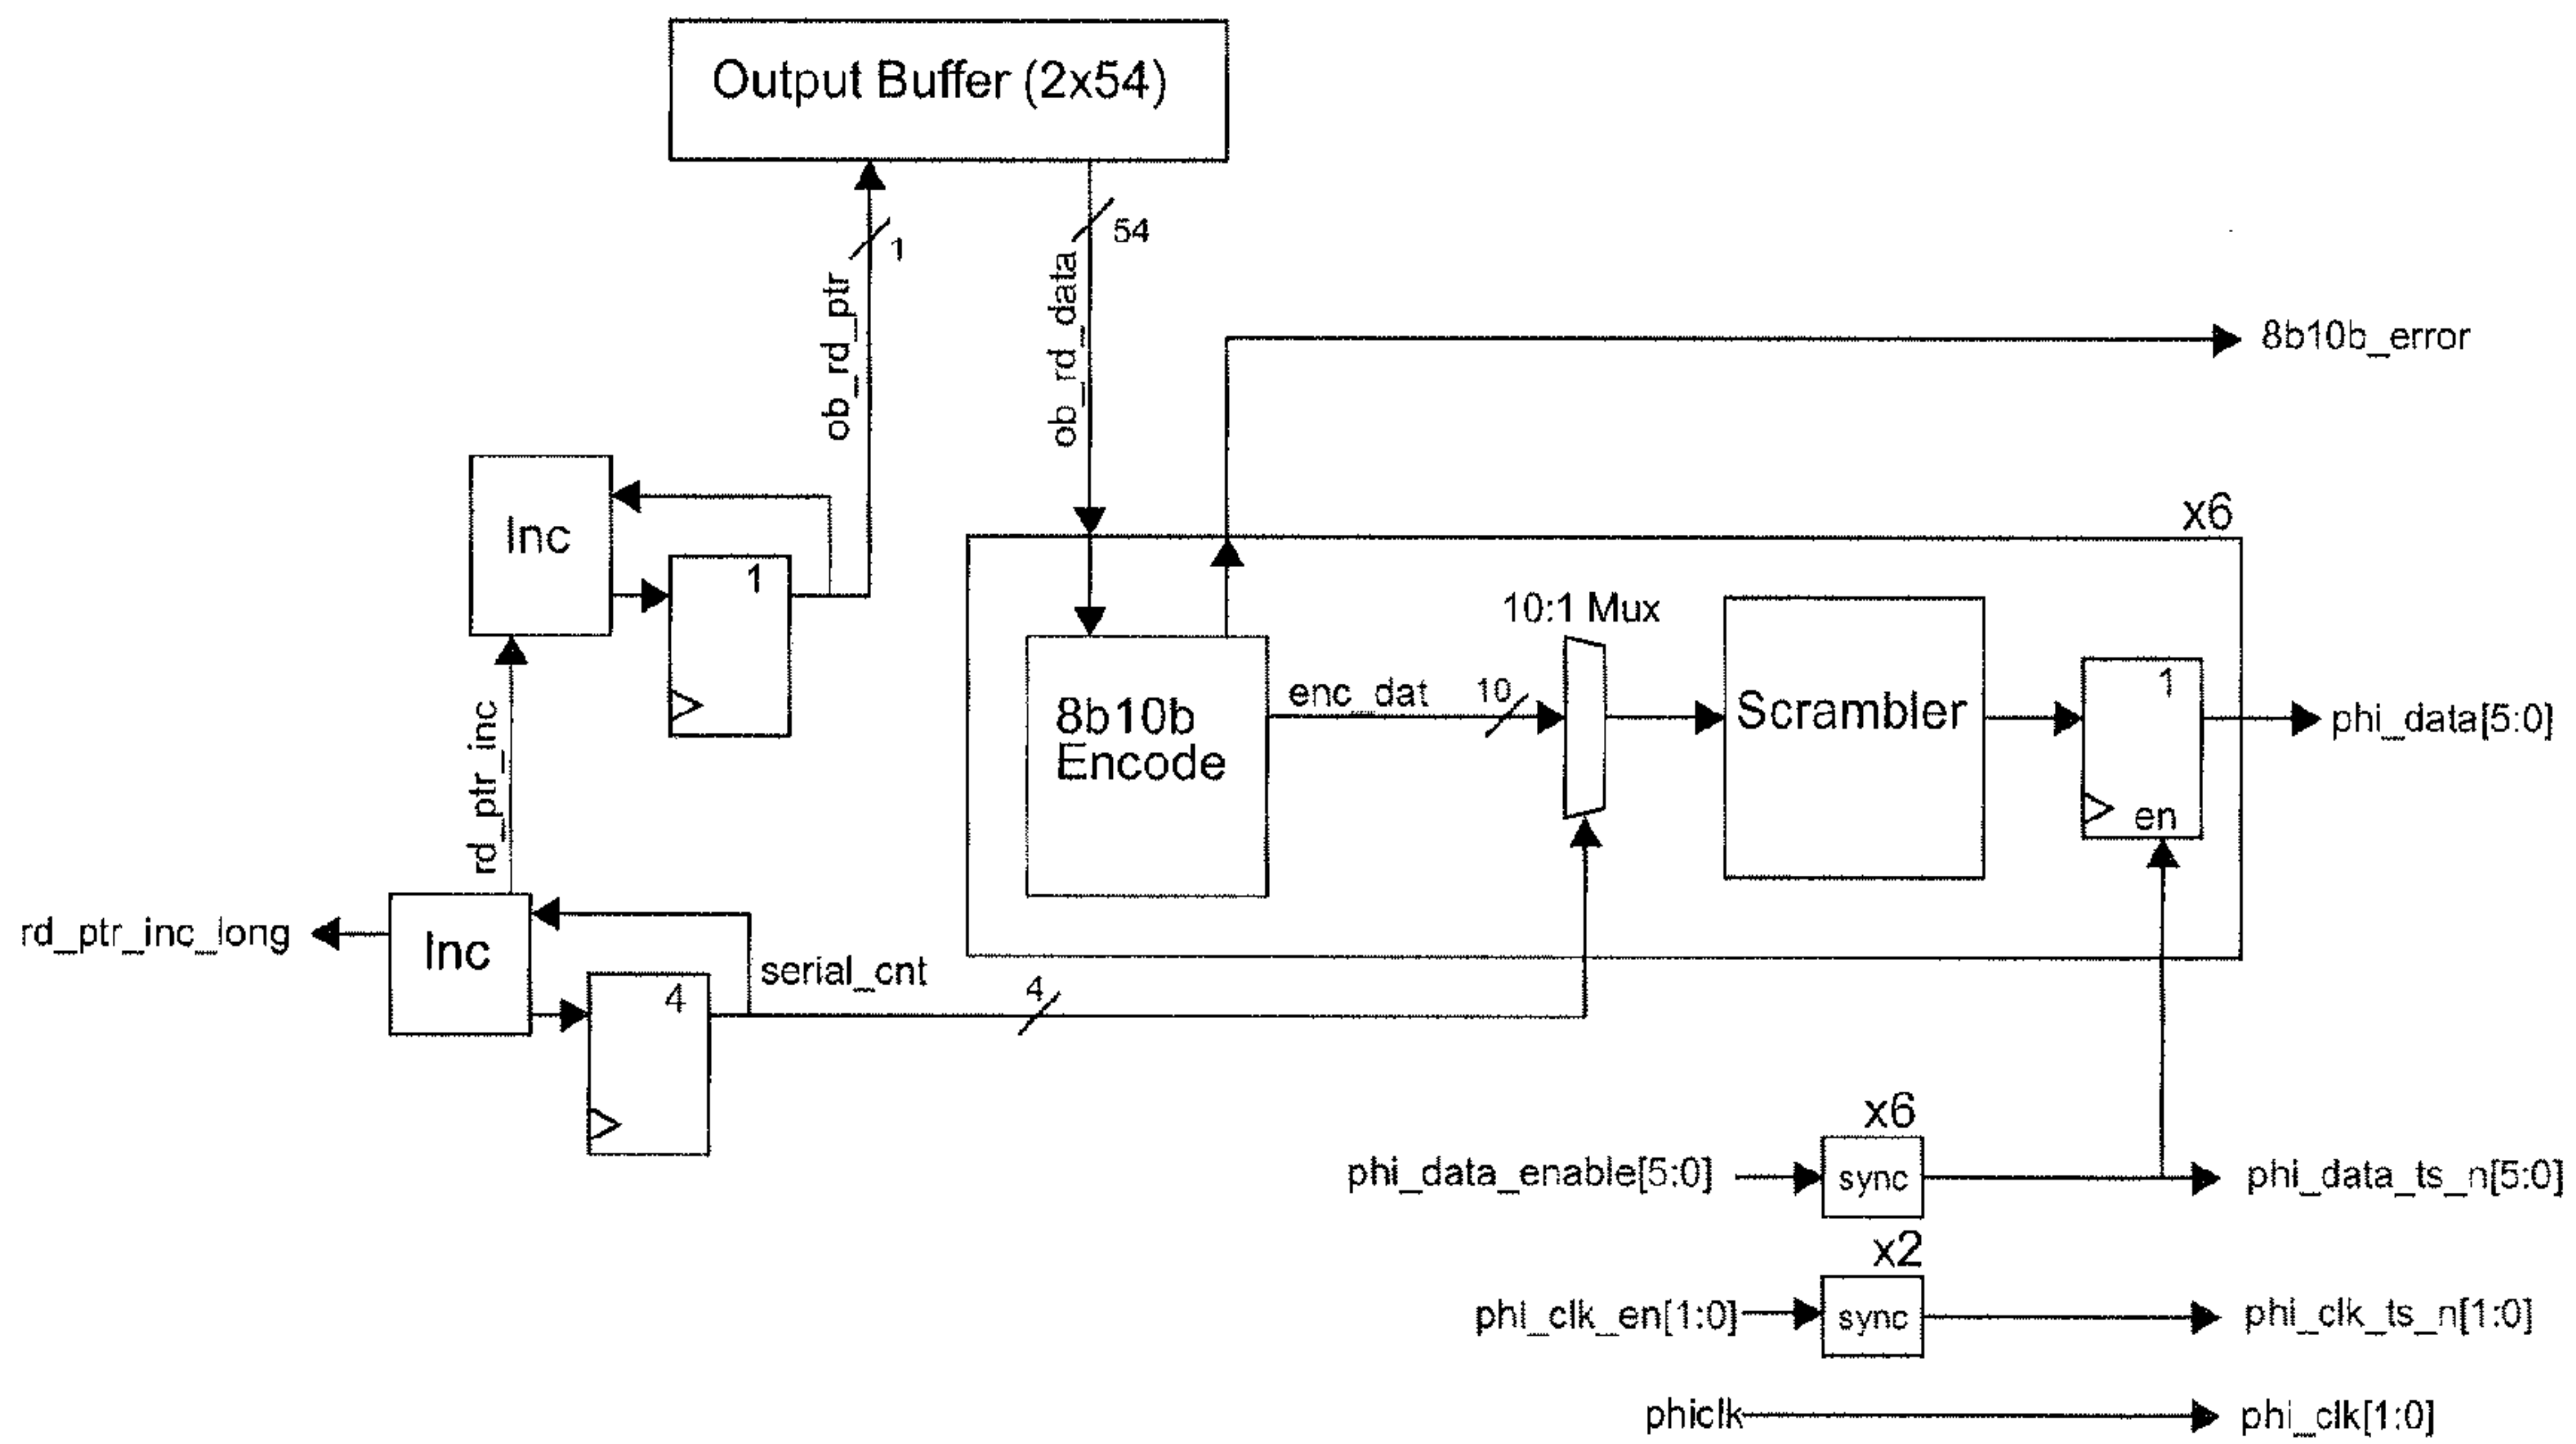 Output Buffer (2x54)
1
54
ob_rd_ptr
ob_rd_data
8b10b_error
x6
Inc
1
10:1 Mux
enc_dat
10
8b10b
Encode
Scrambler
1
en
phi_data[5:0]
rd_ptr_inc
rd_ptr_inc_long
Inc
4
serial_cnt
4
x6
phi_data_enable[5:0]
sync
phi_data_ts_n[5:0]
x2
phi_clk_en[1:0]
sync
phi_clk_ts_n[1:0]
phiclk
phi_clk[1:0]